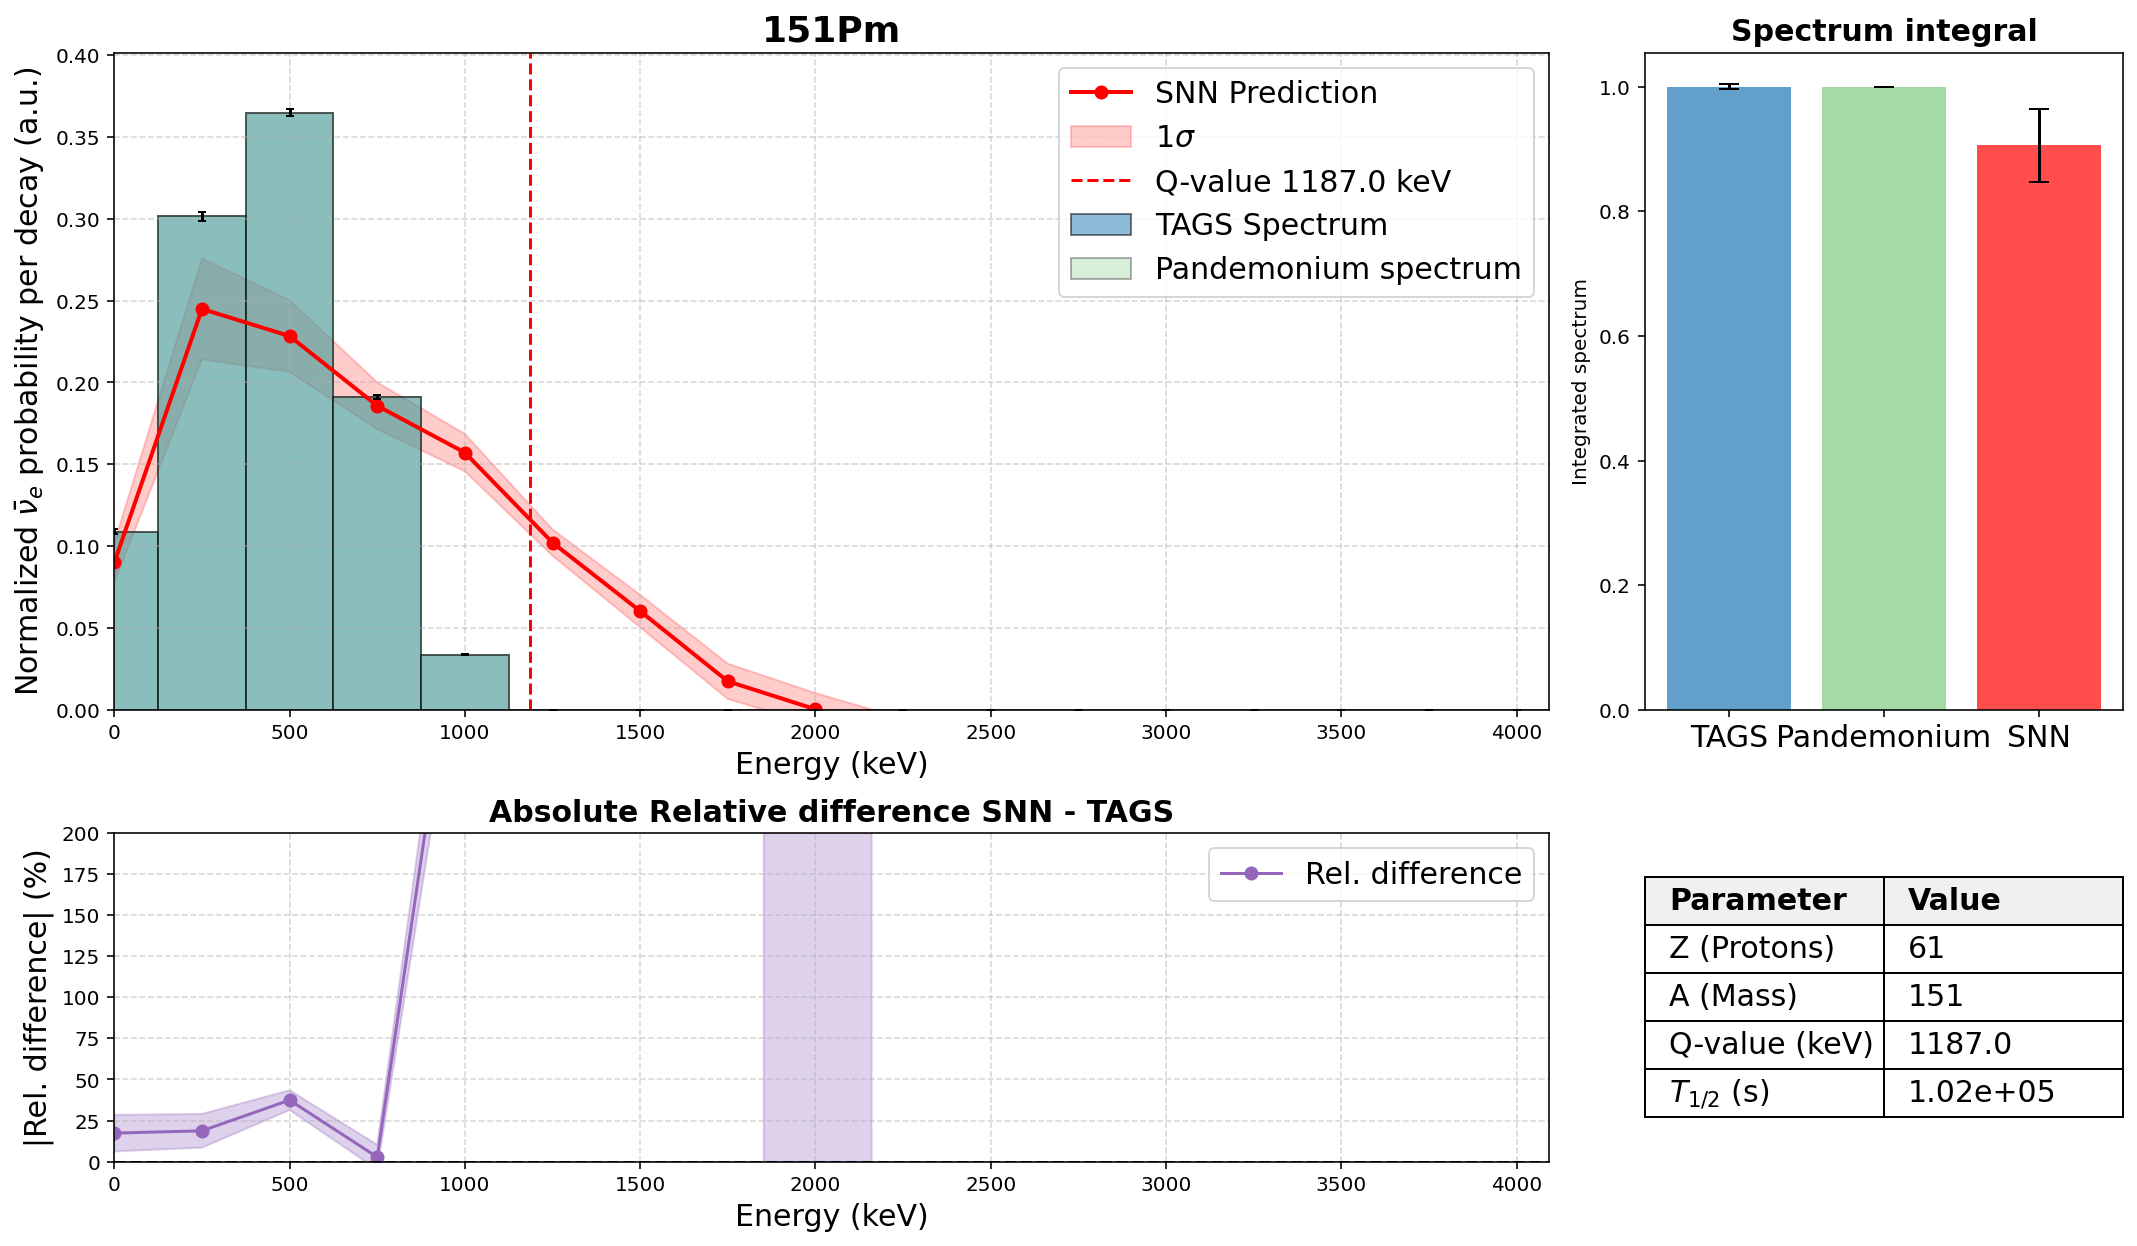 151Pm
Normalized ν̄e probability per decay (a.u.)
0.40
0.35
0.30
0.25
0.20
0.15
0.10
0.05
0.00
0 500 1000 1500 2000 2500 3000 3500 4000
Energy (keV)
SNN Prediction
1σ
Q-value 1187.0 keV
TAGS Spectrum
Pandemonium spectrum
Spectrum integral
Integrated spectrum
1.0
0.8
0.6
0.4
0.2
0.0
TAGS Pandemonium SNN
Absolute Relative difference SNN - TAGS
|Rel. difference| (%)
200
175
150
125
100
75
50
25
0
0 500 1000 1500 2000 2500 3000 3500 4000
Energy (keV)
Rel. difference
Parameter Value
Z (Protons) 61
A (Mass) 151
Q-value (keV) 1187.0
T1/2 (s) 1.02e+05